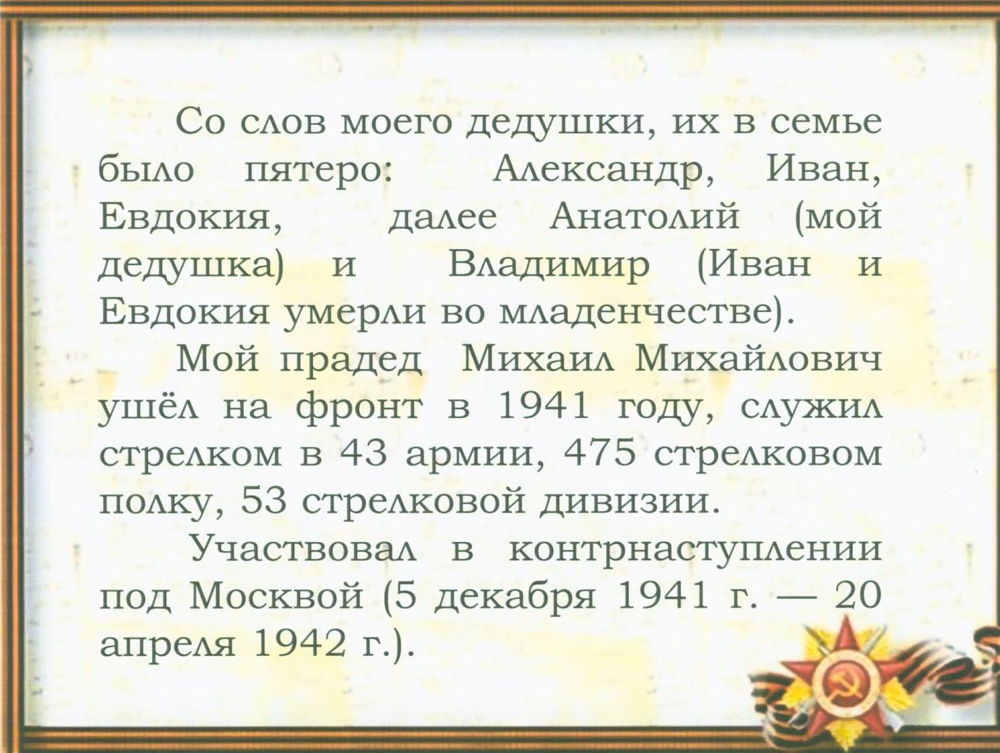 Со слов моего дедушки, их в семье
было пятеро: Александр, Иван,
Евдокия, далее Анатолий (мой
дедушка) и Владимир (Иван и
Евдокия умерли во младенчестве).
Мой прадед Михаил Михайлович
ушёл на фронт в 1941 году, служил
стрелком в 43 армии, 475 стрелковом
полку, 53 стрелковой дивизии.
Участвовал в контрнаступлении
под Москвой (5 декабря 1941 г. — 20
апреля 1942 г.).